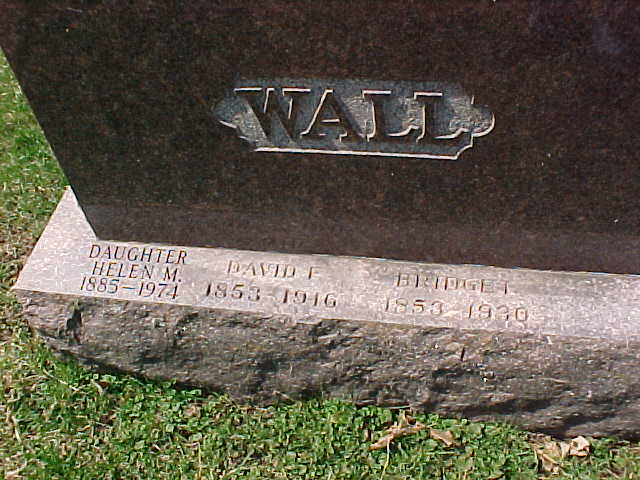 WALL
DAUGHTER
HELEN M.
1885-1974
DAVID F
1853 1916
BRIDGET
1853 1930